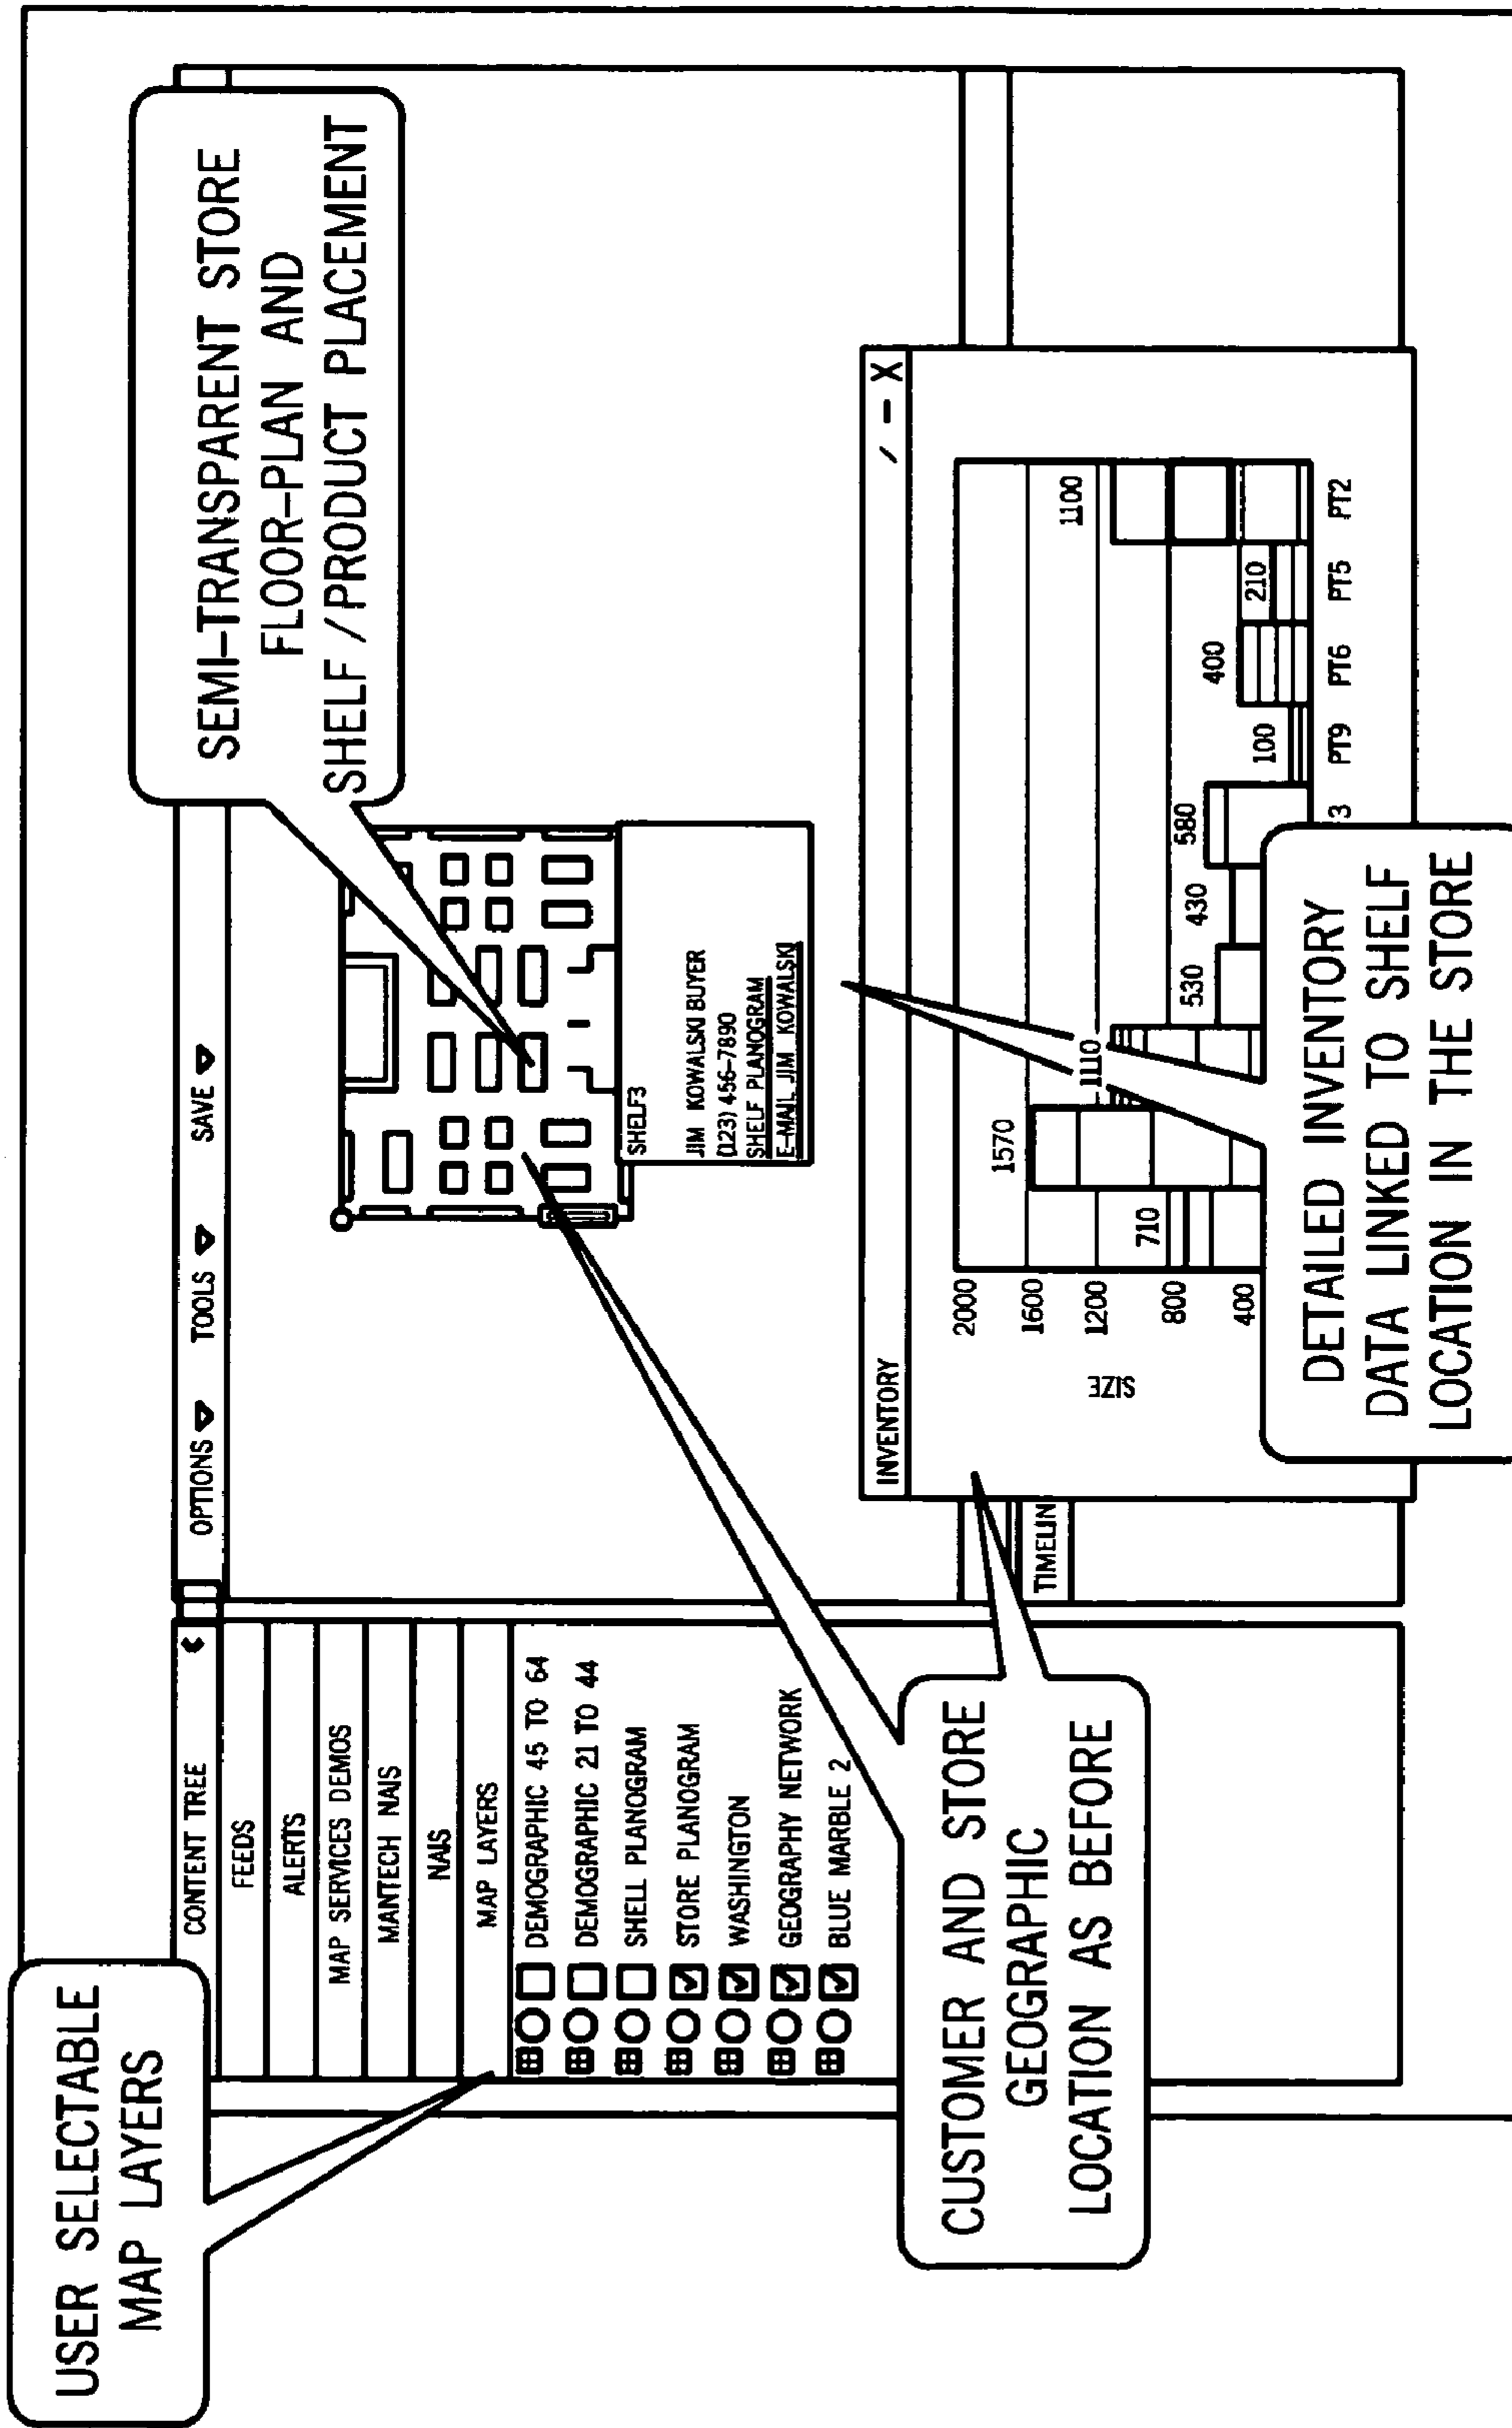 USER SELECTABLE
MAP LAYERS
SEMI-TRANSPARENT STORE
FLOOR-PLAN AND
SHELF / PRODUCT PLACEMENT
CONTENT TREE
OPTIONS
TOOLS
SAVE
FEEDS
ALERTS
MAP SERVICES DEMOS
MANTECH NAIS
NAIS
MAP LAYERS
DEMOGRAPHIC 45 TO 64
DEMOGRAPHIC 21 TO 44
SHELL PLANOGRAM
STORE PLANOGRAM
WASHINGTON
GEOGRAPHY NETWORK
BLUE MARBLE 2
SHELF3
JIM KOWALSKI BUYER
(123) 456-7890
SHELF PLANOGRAM
E-MAIL JIM KOWALSKI
CUSTOMER AND STORE
GEOGRAPHIC
LOCATION AS BEFORE
TIMELIN
INVENTORY
/ - X
SIZE
2000
1600
1200
800
400
710
1570
1110
530
430
580
100
400
210
1100
3
PT9
PT6
PT5
PT2
DETAILED INVENTORY
DATA LINKED TO SHELF
LOCATION IN THE STORE